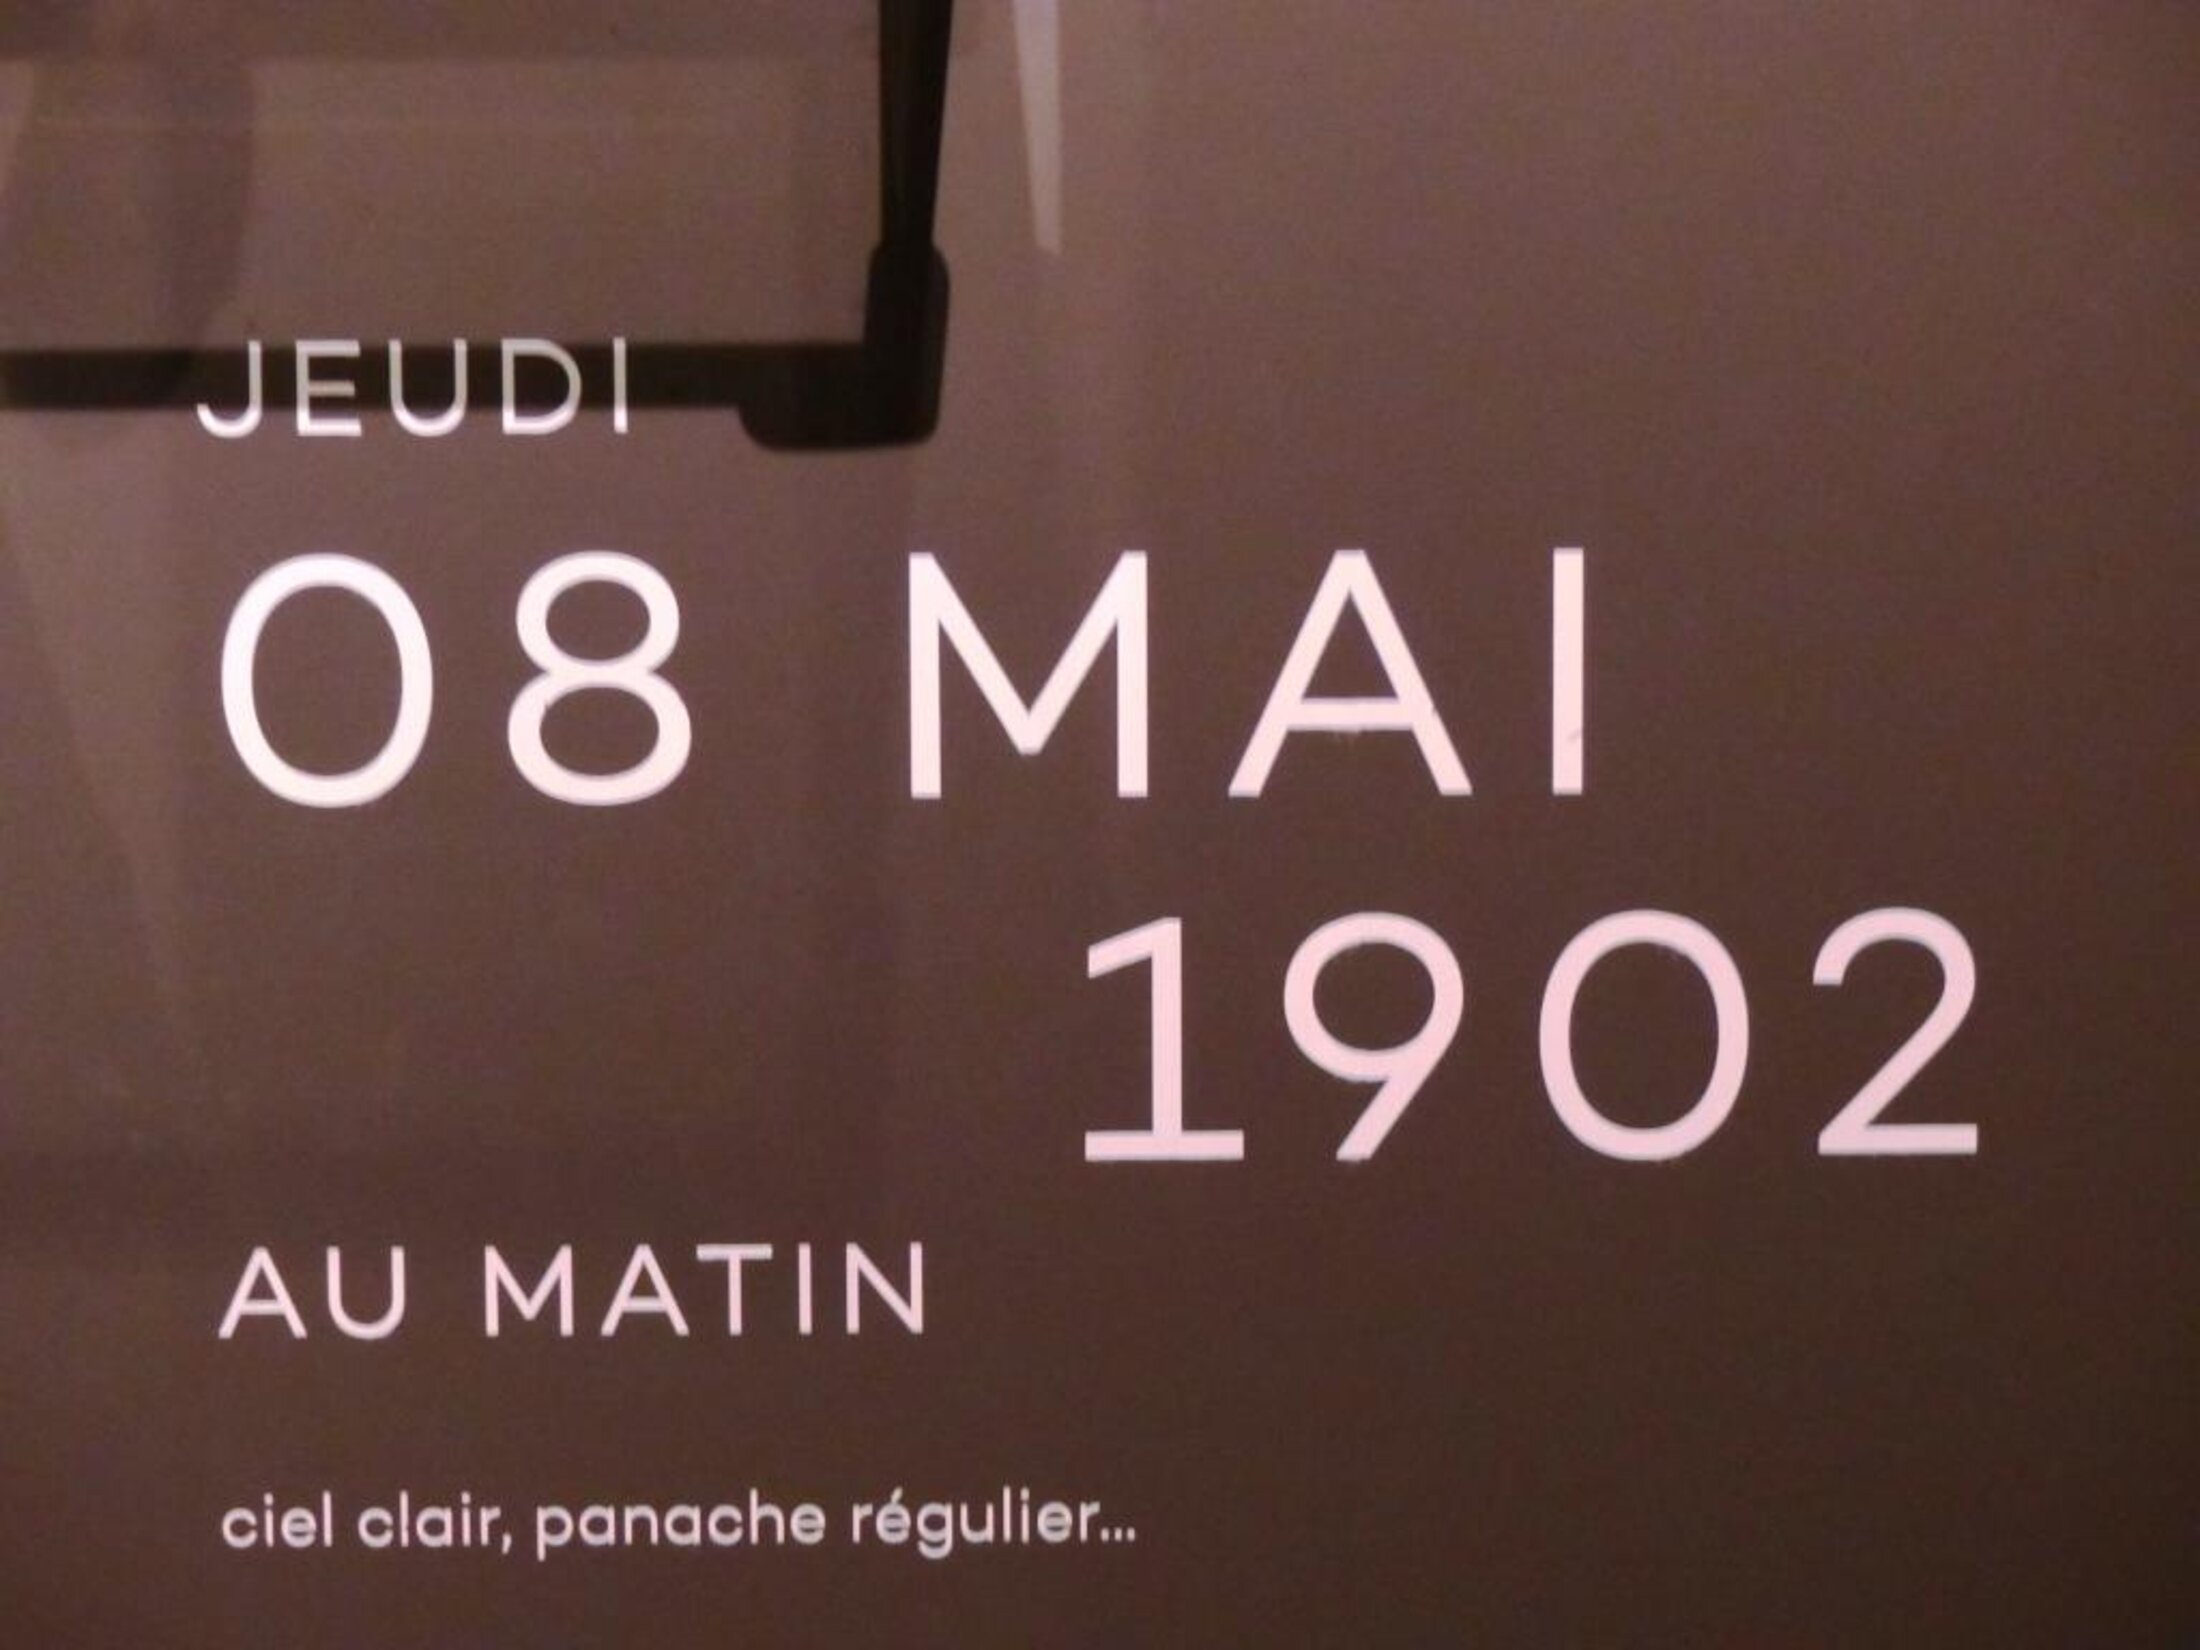 JEUDI
08 MAI
1902
AU MATIN
ciel clair, panache régulier...